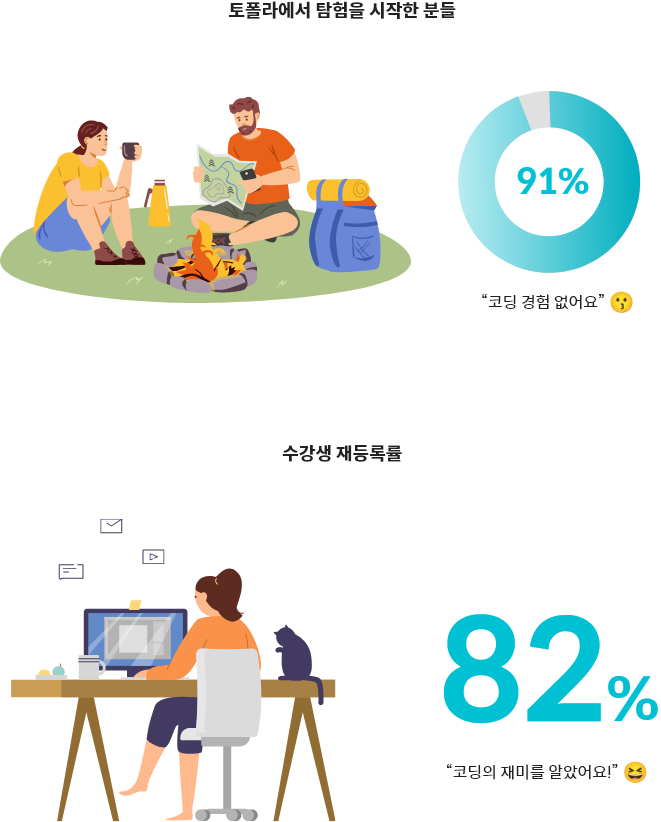 토폴라에서 탐험을 시작한 분들
91%
“코딩 경험 없어요” 😗
수강생 재등록률
82%
“코딩의 재미를 알았어요!” 😆